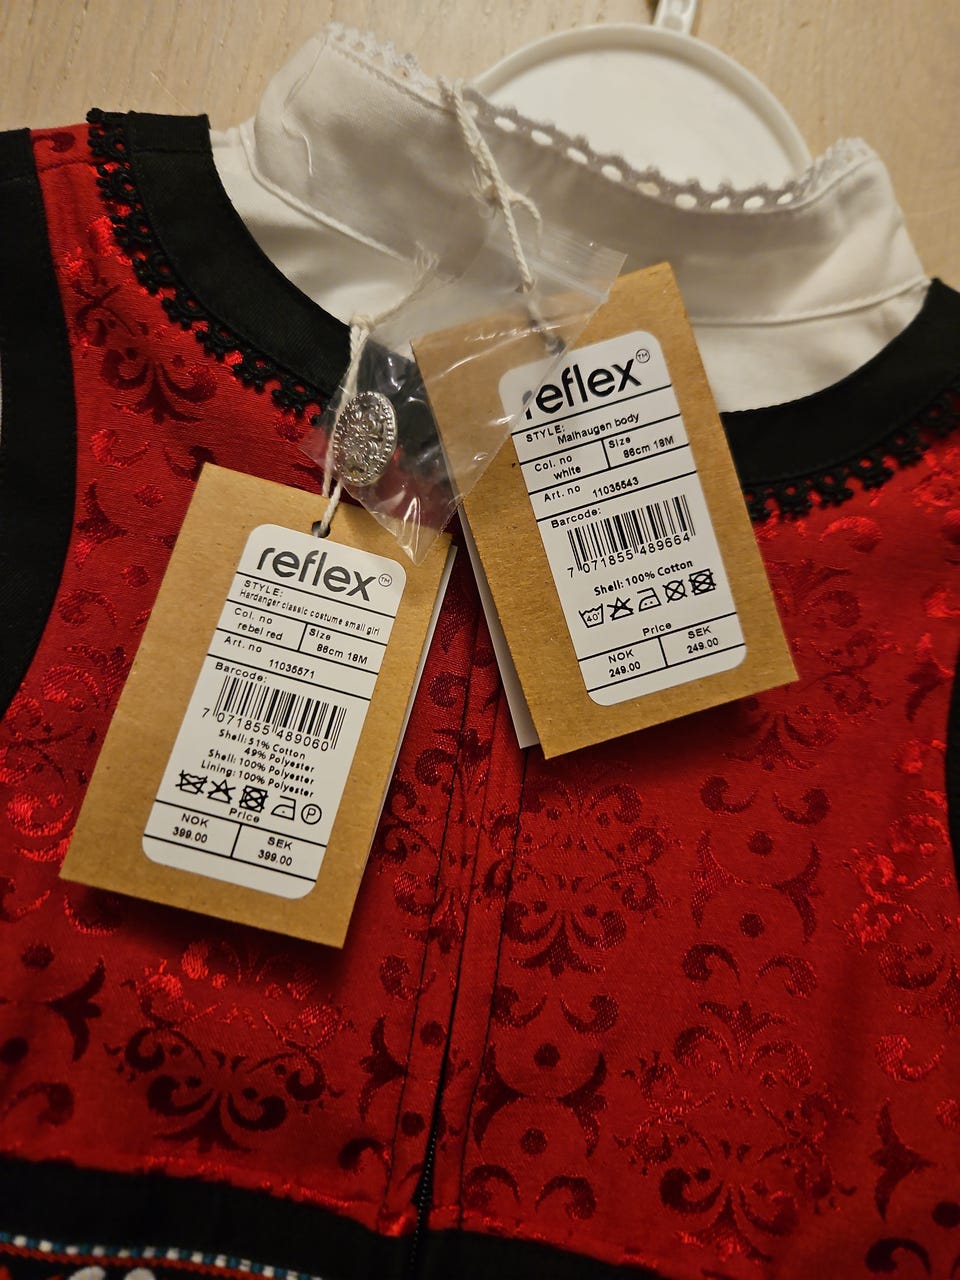 reflex™
STYLE:
Hardanger classic costume small girl
Col. no
rebel red
Size
86cm 18M
Art. no
11035571
Barcode:
7 071855 489060
Shell: 51% Cotton
49% Polyester
Shell: 100% Polyester
Lining: 100% Polyester
P
Price
NOK
399.00
SEK
399.00
reflex™
STYLE:
Malhaugen body
Col. no
white
Size
86cm 18M
Art. no
11035543
Barcode:
7 071855 489664
Shell: 100% Cotton
40°
Price
NOK
249.00
SEK
249.00